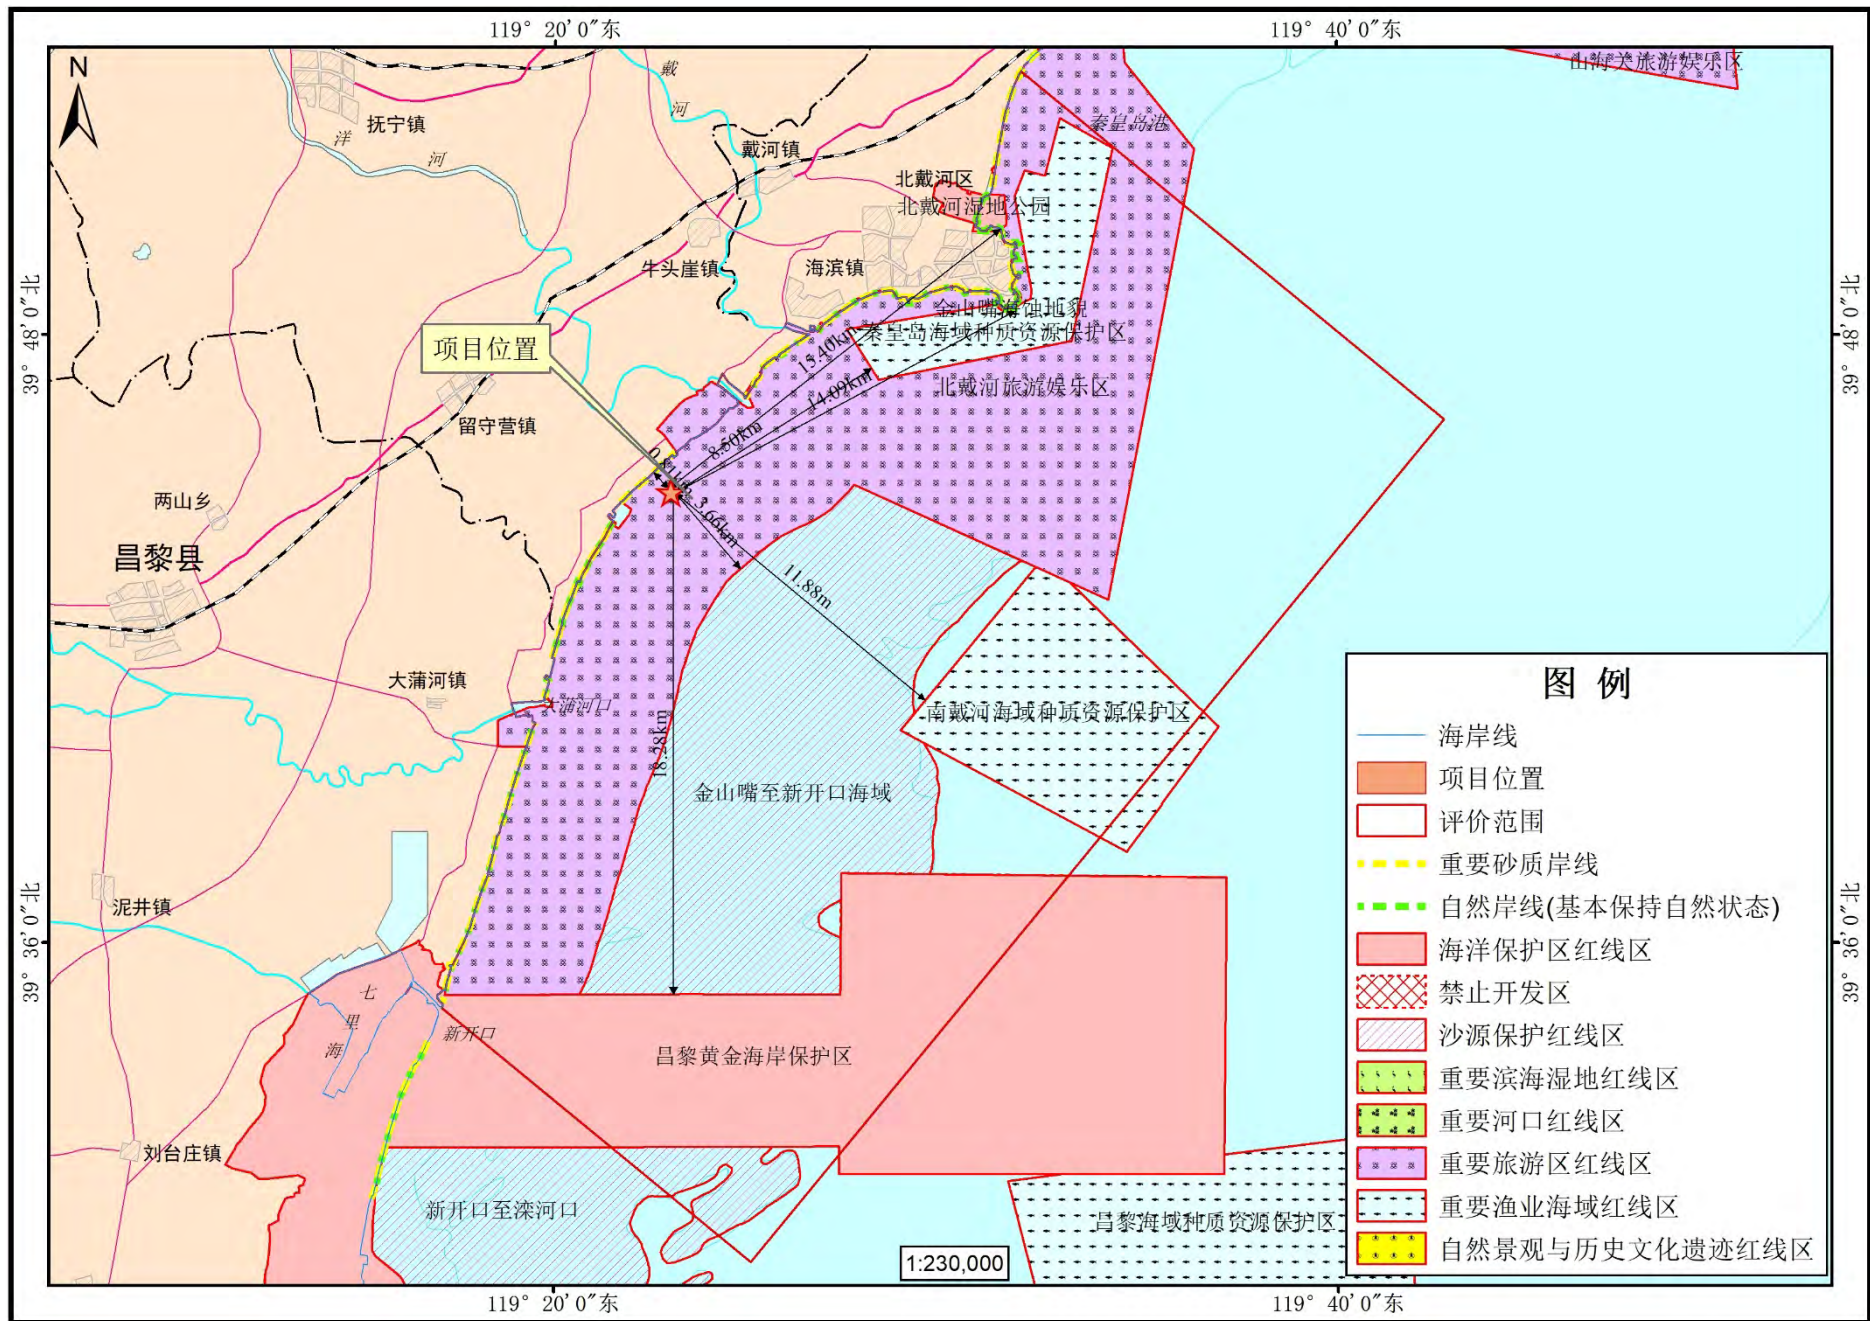 119° 20′0″东
119° 40′0″东
N
戴
河
抚宁镇
洋
河
戴河镇
山海关旅游娱乐区
秦皇岛港
北戴河区
北戴河湿地公园
牛头崖镇
海滨镇
金山嘴海蚀地貌
秦皇岛海域种质资源保护区
39° 48′0″北
39° 48′0″北
项目位置
15.40km
14.09km
北戴河旅游娱乐区
留守营镇
8.50km
两山乡
3.66km
昌黎县
11.88m
大蒲河镇
大蒲河口
南戴河海域种质资源保护区
18.28km
金山嘴至新开口海域
泥井镇
39° 36′0″北
39° 36′0″北
七
里
海
新开口
昌黎黄金海岸保护区
刘台庄镇
新开口至滦河口
昌黎海域种质资源保护区
1:230,000
图 例
海岸线
项目位置
评价范围
重要砂质岸线
自然岸线(基本保持自然状态)
海洋保护区红线区
禁止开发区
沙源保护红线区
重要滨海湿地红线区
重要河口红线区
重要旅游区红线区
重要渔业海域红线区
自然景观与历史文化遗迹红线区
119° 20′0″东
119° 40′0″东